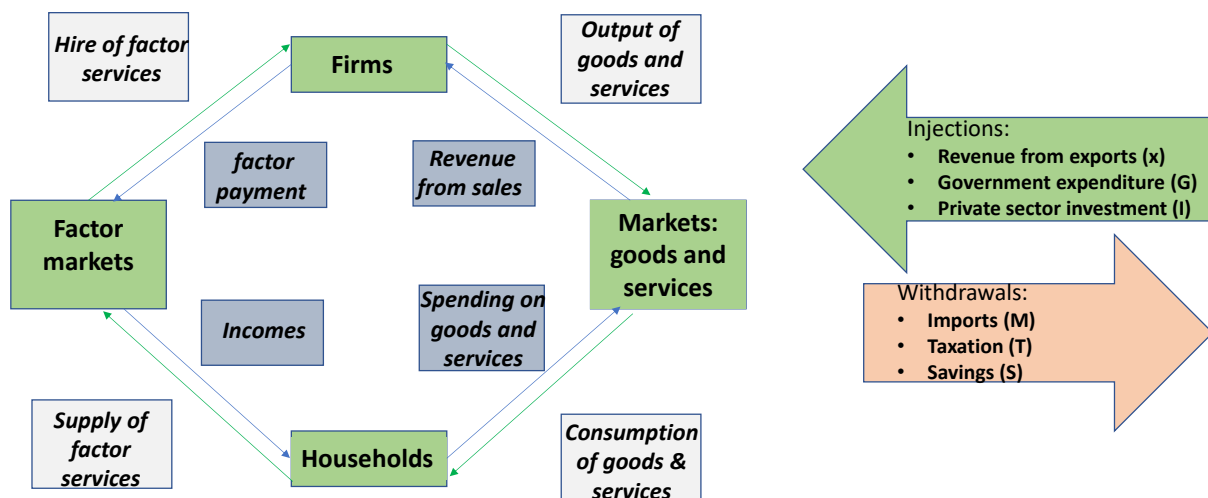 Hire of factor
services
Firms
Output of
goods and
services
factor
payment
Revenue
from sales
Factor
markets
Markets:
goods and
services
Incomes
Spending on
goods and
services
Supply of
factor
services
Households
Consumption
of goods &
services
Injections:
• Revenue from exports (x)
• Government expenditure (G)
• Private sector investment (I)
Withdrawals:
• Imports (M)
• Taxation (T)
• Savings (S)